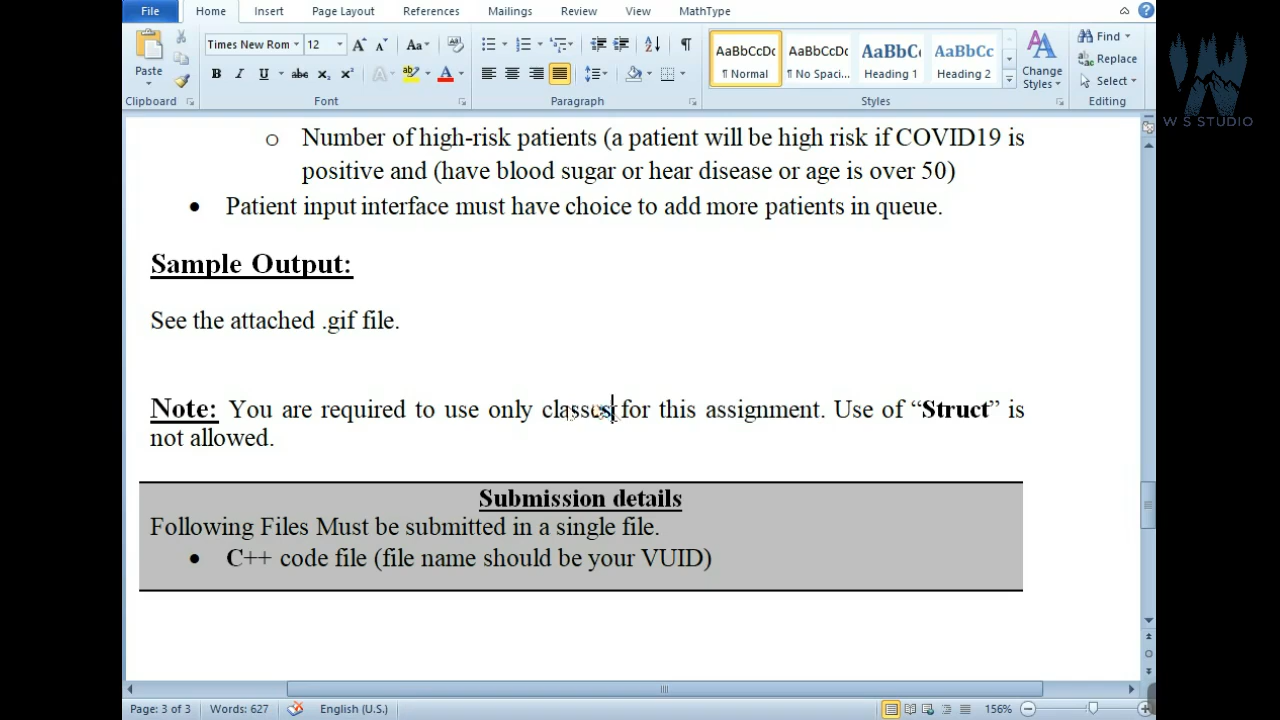 File Home Insert Page Layout References Mailings Review View MathType
Times New Rom 12 Aa
AaBbCcDc AaBbCcDc AaBbC AaBbCc
Paste ¶ Normal ¶ No Spaci... Heading 1 Heading 2 Change Styles
Find
Replace
Select
Clipboard Font Paragraph Styles Editing
W S STUDIO
o Number of high-risk patients (a patient will be high risk if COVID19 is
positive and (have blood sugar or hear disease or age is over 50)
• Patient input interface must have choice to add more patients in queue.
Sample Output:
See the attached .gif file.
Note: You are required to use only classes for this assignment. Use of “Struct” is
not allowed.
Submission details
Following Files Must be submitted in a single file.
• C++ code file (file name should be your VUID)
Page: 3 of 3 Words: 627 English (U.S.) 156%